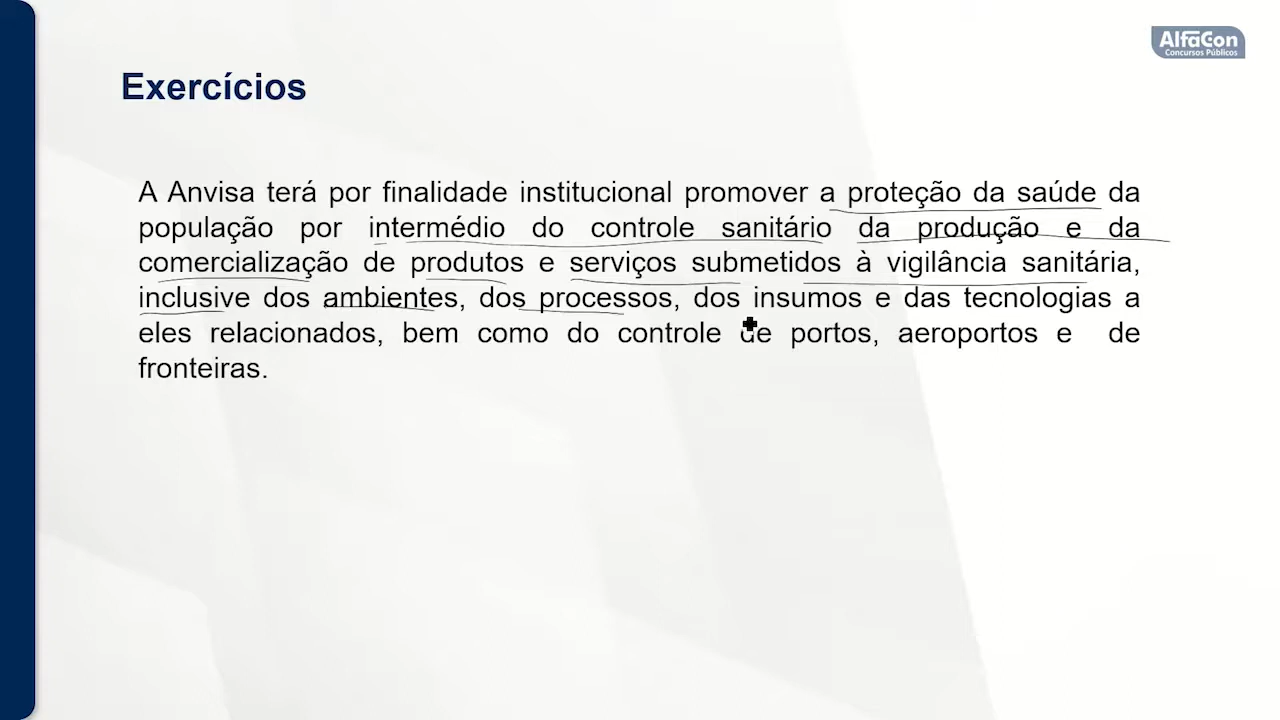 AlfaCon
Concursos Públicos
Exercícios
A Anvisa terá por finalidade institucional promover a proteção da saúde da
população por intermédio do controle sanitário da produção e da
comercialização de produtos e serviços submetidos à vigilância sanitária,
inclusive dos ambientes, dos processos, dos insumos e das tecnologias a
eles relacionados, bem como do controle de portos, aeroportos e de
fronteiras.